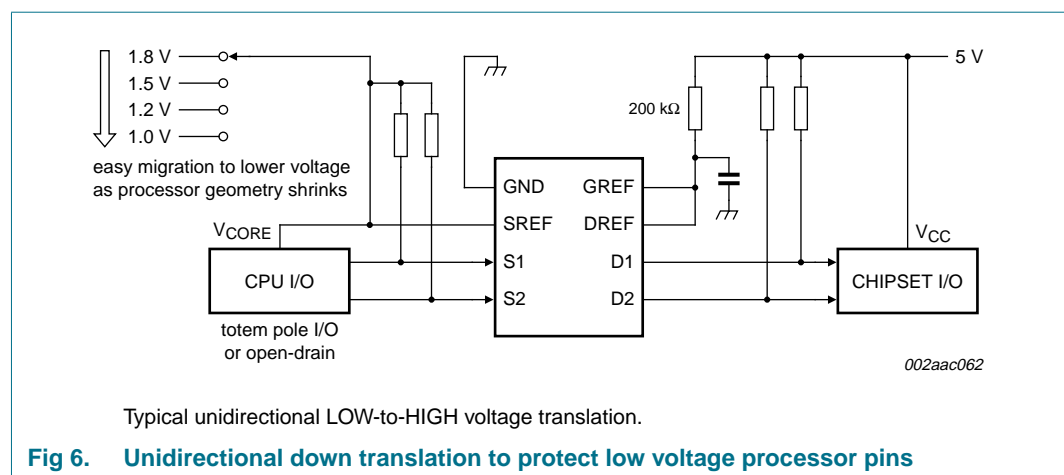 1.8 V
1.5 V
1.2 V
1.0 V
easy migration to lower voltage
as processor geometry shrinks
5 V
200 kΩ
GND GREF
SREF DREF
S1 D1
S2 D2
VCORE
CPU I/O
totem pole I/O
or open-drain
VCC
CHIPSET I/O
002aac062
Typical unidirectional LOW-to-HIGH voltage translation.
Fig 6. Unidirectional down translation to protect low voltage processor pins